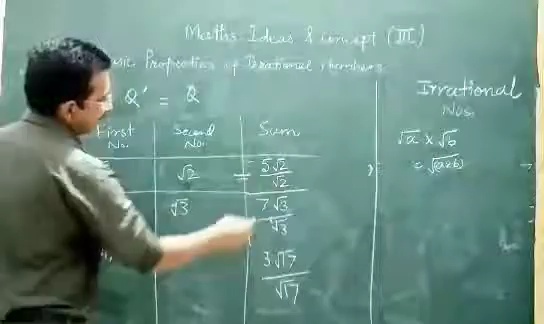 Maths Ideas & concept (III)
Basic Properties of Irrational Numbers
Q' = Q
Irrational
Nos.
First
No.
Second
No.
Sum
√a × √b
= √(a×b)
√2 = 5√2/√2
√3 7√3/√3
3√17/√17